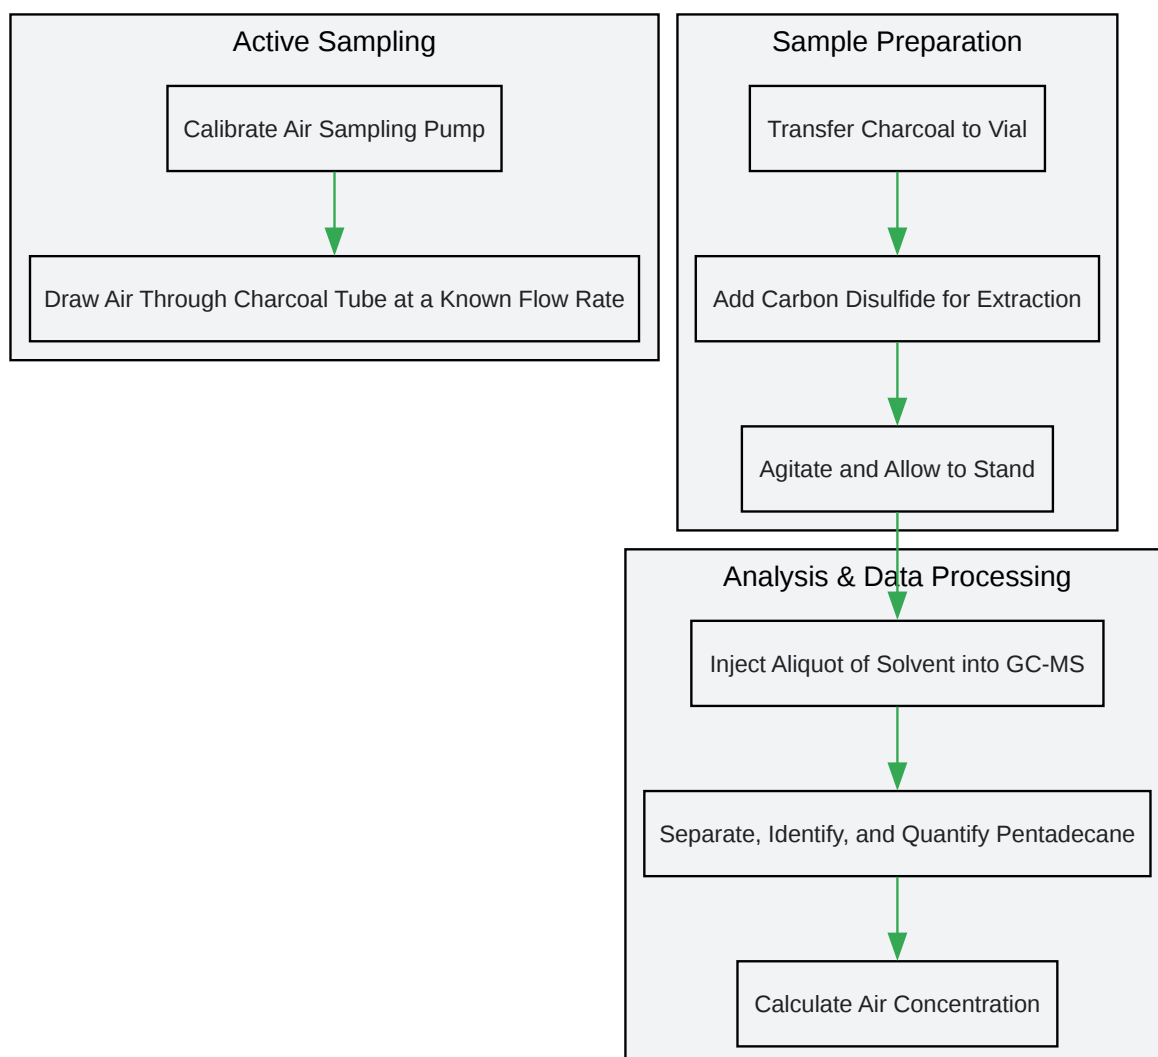 Active Sampling
Calibrate Air Sampling Pump
Draw Air Through Charcoal Tube at a Known Flow Rate
Sample Preparation
Transfer Charcoal to Vial
Add Carbon Disulfide for Extraction
Agitate and Allow to Stand
Analysis & Data Processing
Inject Aliquot of Solvent into GC-MS
Separate, Identify, and Quantify Pentadecane
Calculate Air Concentration